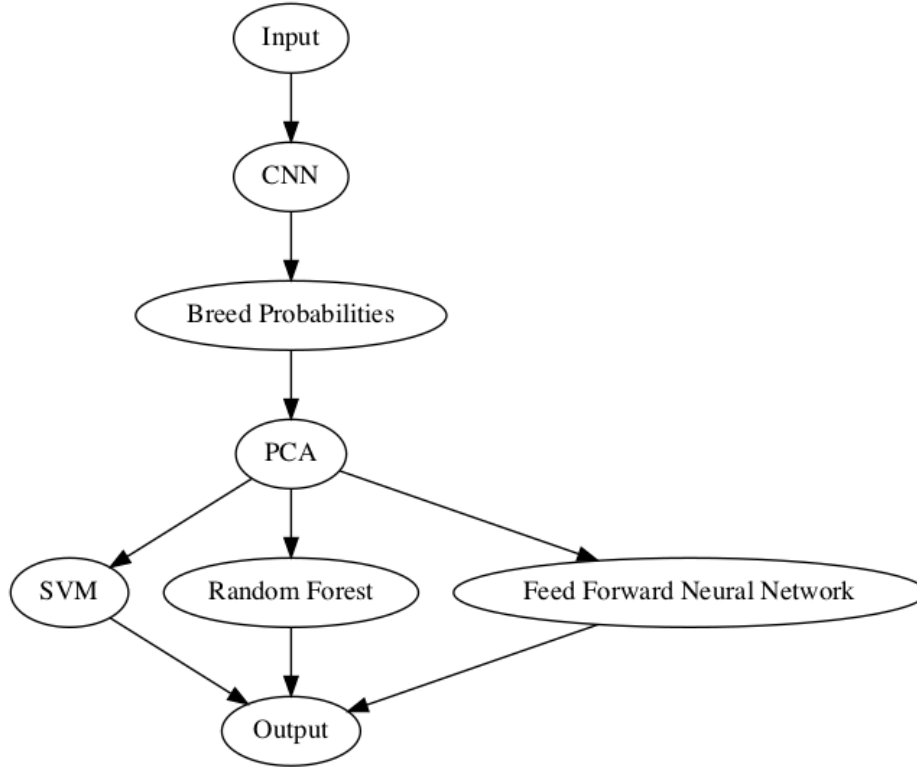 Input
CNN
Breed Probabilities
PCA
SVM
Random Forest
Feed Forward Neural Network
Output